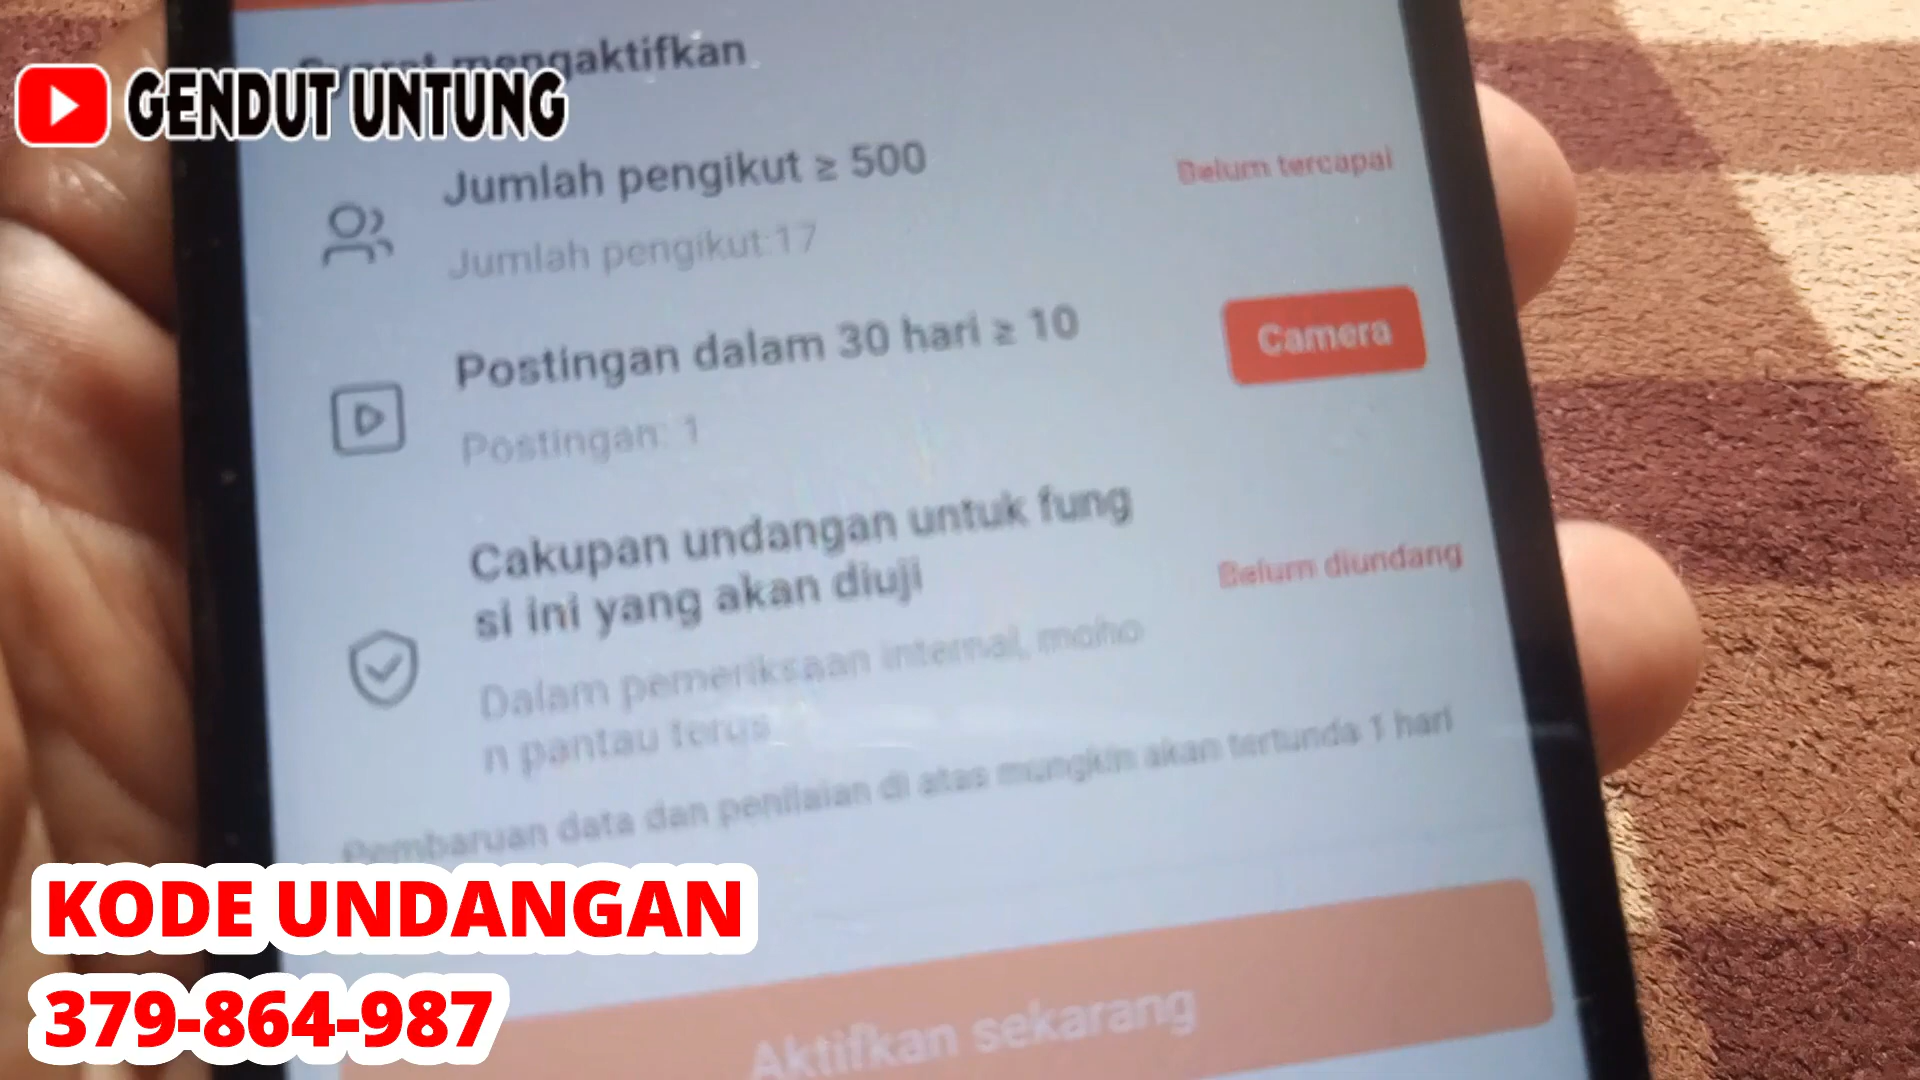 Syarat mengaktifkan
GENDUT UNTUNG
Jumlah pengikut ≥ 500
Belum tercapai
Jumlah pengikut:17
Postingan dalam 30 hari ≥ 10
Camera
Postingan: 1
Cakupan undangan untuk fung
si ini yang akan diuji
Belum diundang
Dalam pemeriksaan internal, moho
n pantau terus
Pembaruan data dan penilaian di atas mungkin akan tertunda 1 hari
KODE UNDANGAN
379-864-987
Aktifkan sekarang